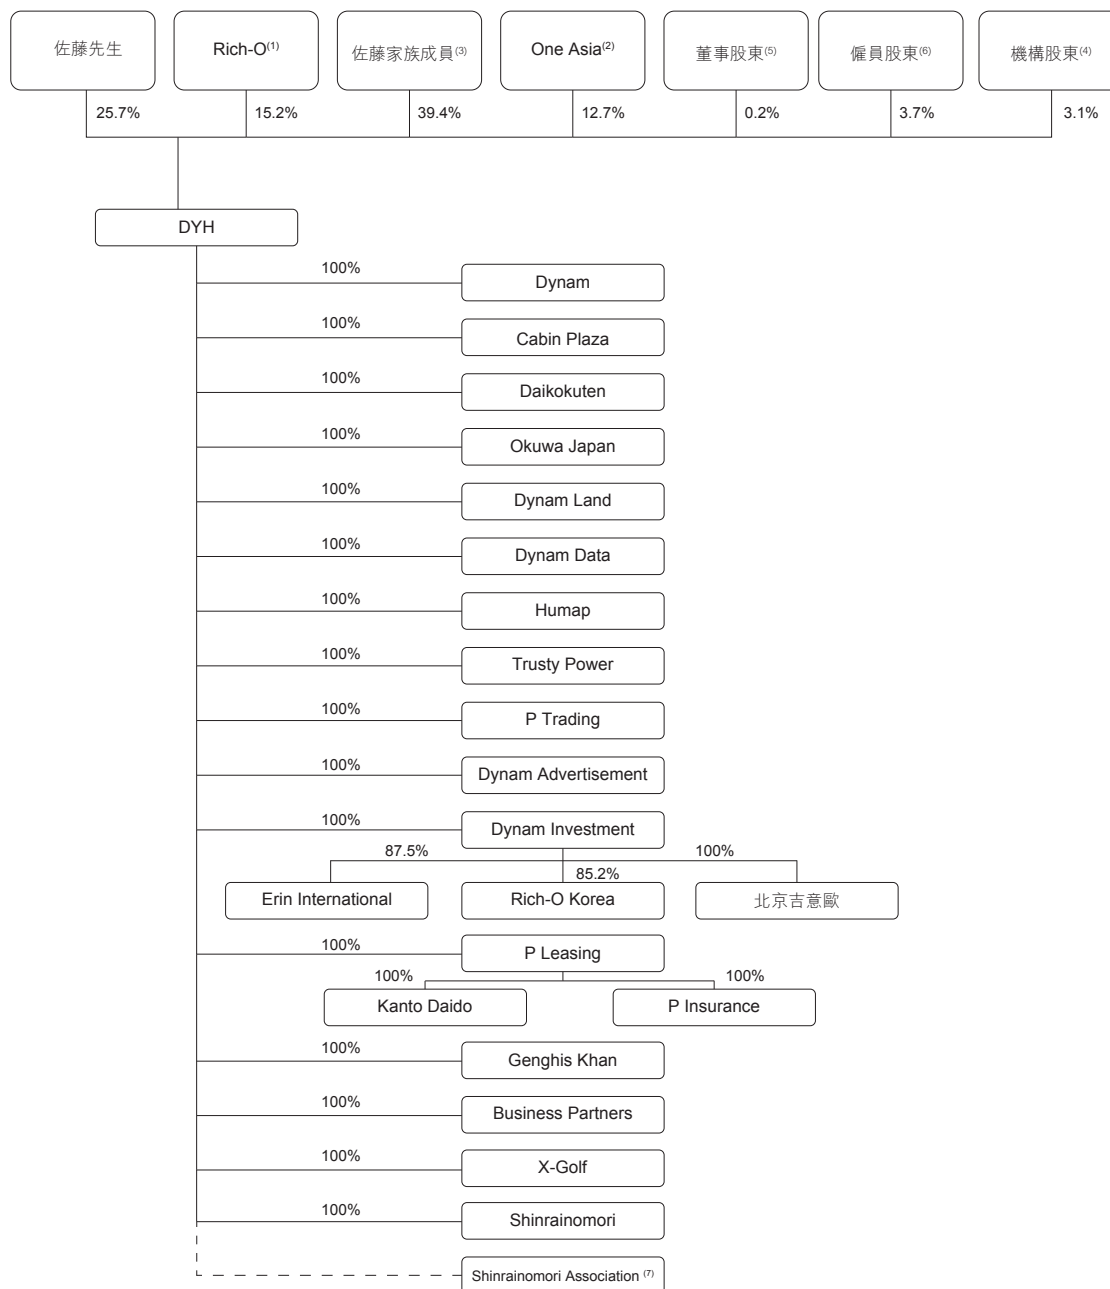 佐藤先生
Rich-O(1)
佐藤家族成員(3)
One Asia(2)
董事股東(5)
僱員股東(6)
機構股東(4)
25.7%
15.2%
39.4%
12.7%
0.2%
3.7%
3.1%
DYH
100%
Dynam
100%
Cabin Plaza
100%
Daikokuten
100%
Okuwa Japan
100%
Dynam Land
100%
Dynam Data
100%
Humap
100%
Trusty Power
100%
P Trading
100%
Dynam Advertisement
100%
Dynam Investment
87.5%
85.2%
100%
Erin International
Rich-O Korea
北京吉意歐
100%
P Leasing
100%
100%
Kanto Daido
P Insurance
100%
Genghis Khan
100%
Business Partners
100%
X-Golf
100%
Shinrainomori
Shinrainomori Association (7)